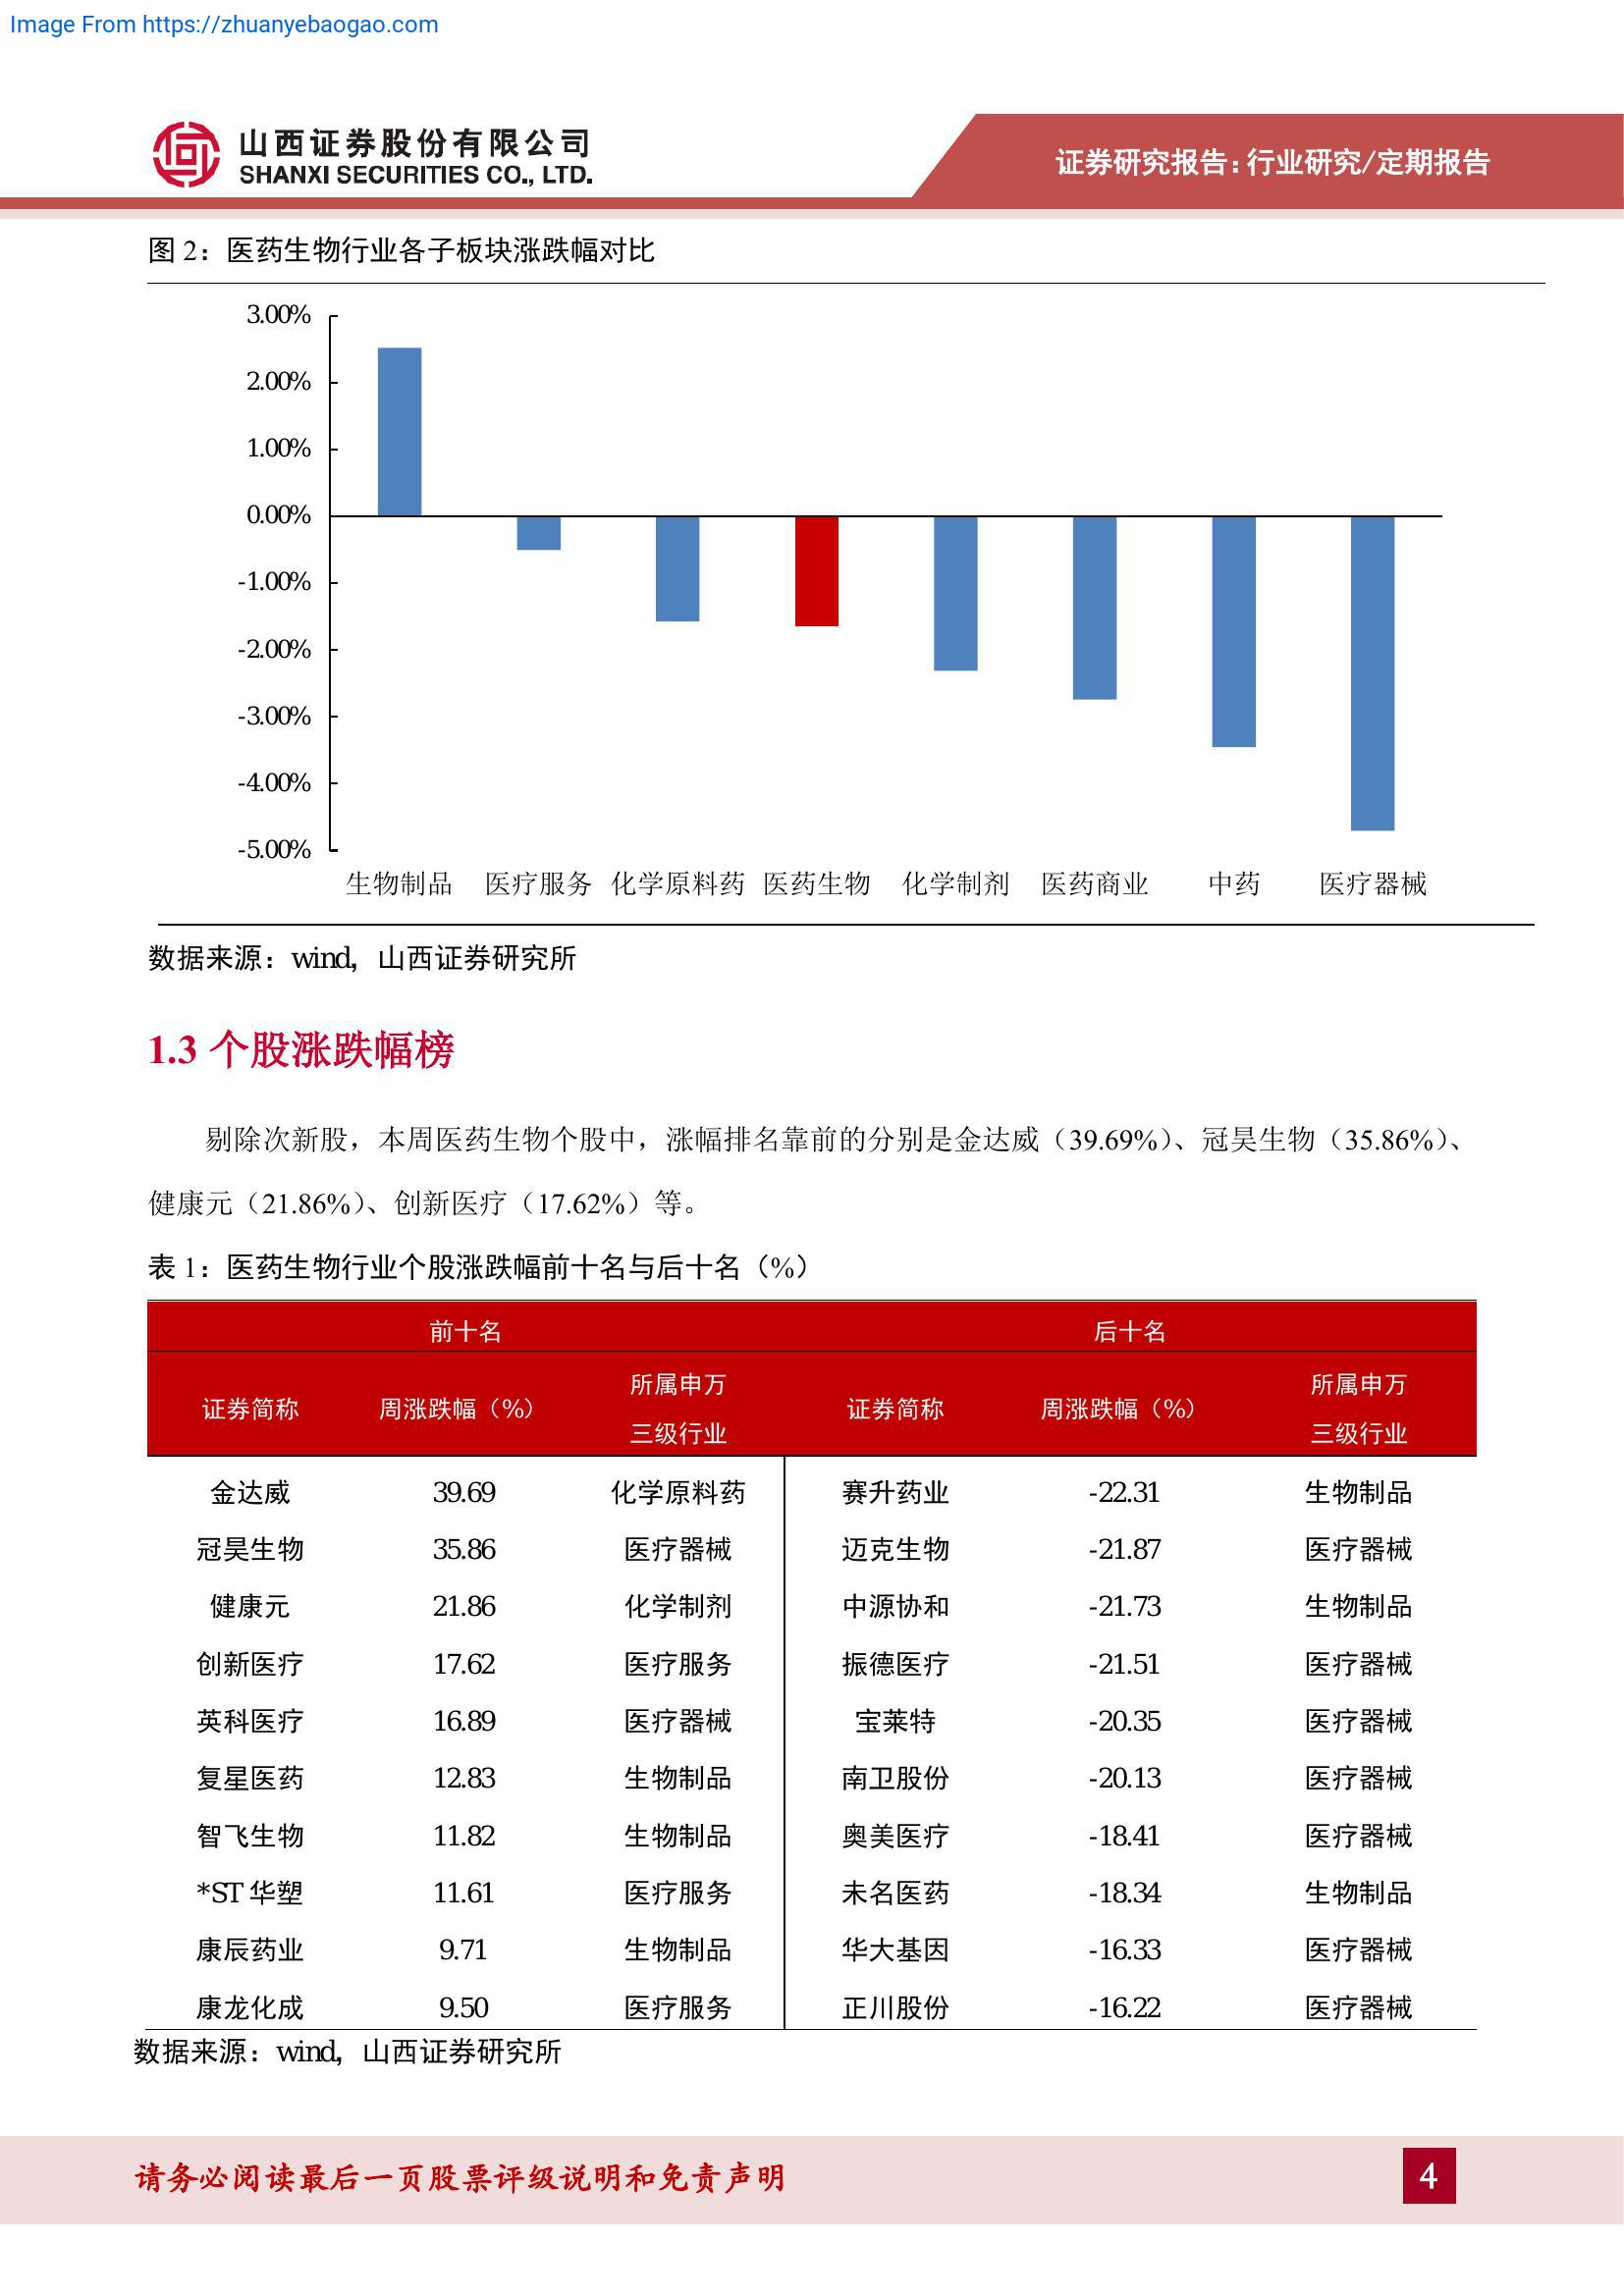 Image From https://zhuanyebaogao.com
山西证券股份有限公司
SHANXI SECURITIES CO., LTD.
证券研究报告:行业研究/定期报告
图 2：医药生物行业各子板块涨跌幅对比
3.00%
2.00%
1.00%
0.00%
-1.00%
-2.00%
-3.00%
-4.00%
-5.00%
生物制品 医疗服务 化学原料药 医药生物 化学制剂 医药商业 中药 医疗器械
数据来源：wind，山西证券研究所
1.3 个股涨跌幅榜
剔除次新股，本周医药生物个股中，涨幅排名靠前的分别是金达威（39.69%）、冠昊生物（35.86%）、
健康元（21.86%）、创新医疗（17.62%）等。
表 1：医药生物行业个股涨跌幅前十名与后十名（%）
前十名 后十名
证券简称 周涨跌幅（%） 所属申万 三级行业 证券简称 周涨跌幅（%） 所属申万 三级行业
金达威 39.69 化学原料药 赛升药业 -22.31 生物制品
冠昊生物 35.86 医疗器械 迈克生物 -21.87 医疗器械
健康元 21.86 化学制剂 中源协和 -21.73 生物制品
创新医疗 17.62 医疗服务 振德医疗 -21.51 医疗器械
英科医疗 16.89 医疗器械 宝莱特 -20.35 医疗器械
复星医药 12.83 生物制品 南卫股份 -20.13 医疗器械
智飞生物 11.82 生物制品 奥美医疗 -18.41 医疗器械
*ST 华塑 11.61 医疗服务 未名医药 -18.34 生物制品
康辰药业 9.71 生物制品 华大基因 -16.33 医疗器械
康龙化成 9.50 医疗服务 正川股份 -16.22 医疗器械
数据来源：wind，山西证券研究所
请务必阅读最后一页股票评级说明和免责声明
4